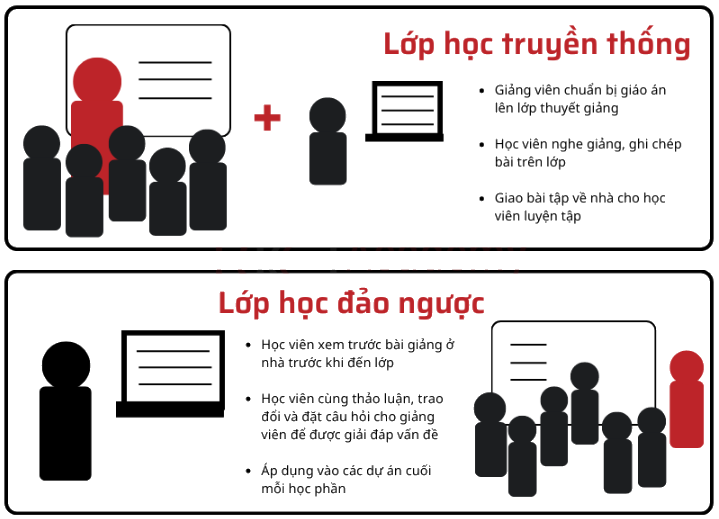 Lớp học truyền thống
• Giảng viên chuẩn bị giáo án
lên lớp thuyết giảng
• Học viên nghe giảng, ghi chép
bài trên lớp
• Giao bài tập về nhà cho học
viên luyện tập
Lớp học đảo ngược
• Học viên xem trước bài giảng ở
nhà trước khi đến lớp
• Học viên cùng thảo luận, trao
đổi và đặt câu hỏi cho giảng
viên để được giải đáp vấn đề
• Áp dụng vào các dự án cuối
mỗi học phần